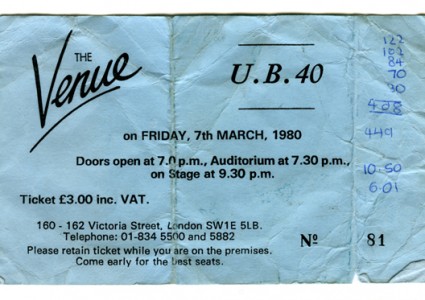 THE
Venue
U.B. 40
on FRIDAY, 7th MARCH, 1980
Doors open at 7.0 p.m., Auditorium at 7.30 p.m.,
on Stage at 9.30 p.m.
Ticket £3.00 inc. VAT.
160 - 162 Victoria Street, London SW1E 5LB.
Telephone: 01-834 5500 and 5882
Please retain ticket while you are on the premises.
Come early for the best seats.
Nº 81
122
102
84
70
30
408
449
10.50
6.01